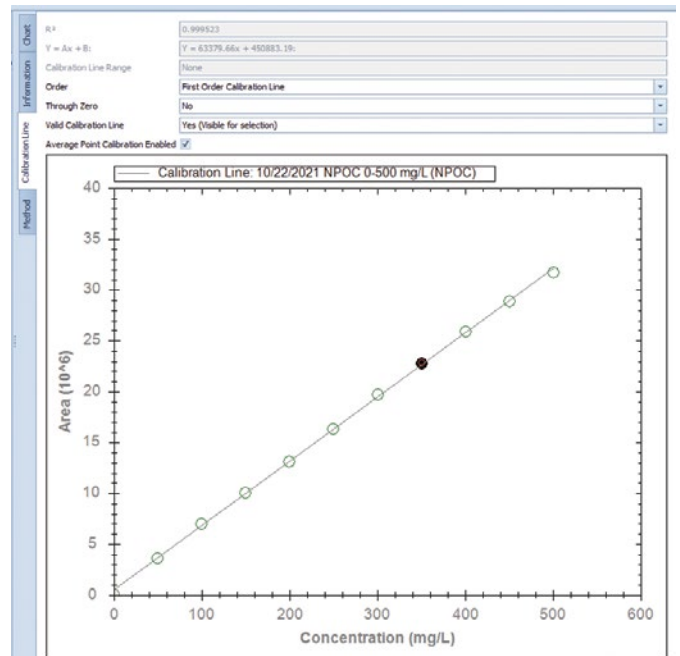 Chart
Information
Calibration Line
Method
R²
0.999523
Y = Ax + B:
Y = 63379.66x + 450883.19:
Calibration Line Range
None
Order
First Order Calibration Line
Through Zero
No
Valid Calibration Line
Yes (Visible for selection)
Average Point Calibration Enabled
Calibration Line: 10/22/2021 NPOC 0-500 mg/L (NPOC)
40
35
30
25
20
15
10
5
0
Area (10^6)
0 100 200 300 400 500 600
Concentration (mg/L)